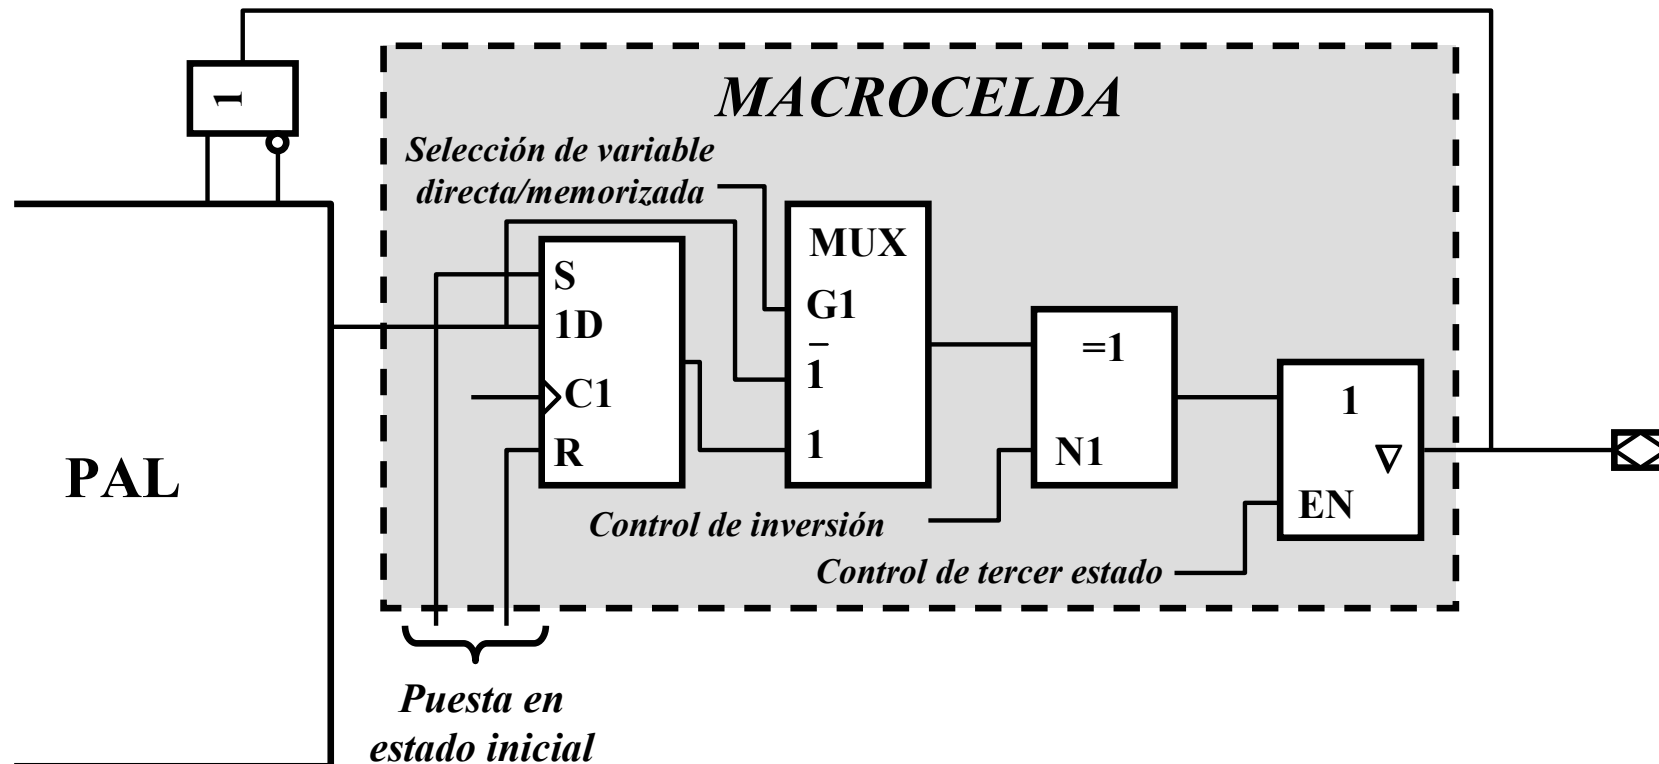 1
MACROCELDA
Selección de variable
directa/memorizada
S
1D
C1
R
MUX
G1
1̅
1
=1
N1
1
▽
EN
PAL
Control de inversión
Control de tercer estado
Puesta en
estado inicial